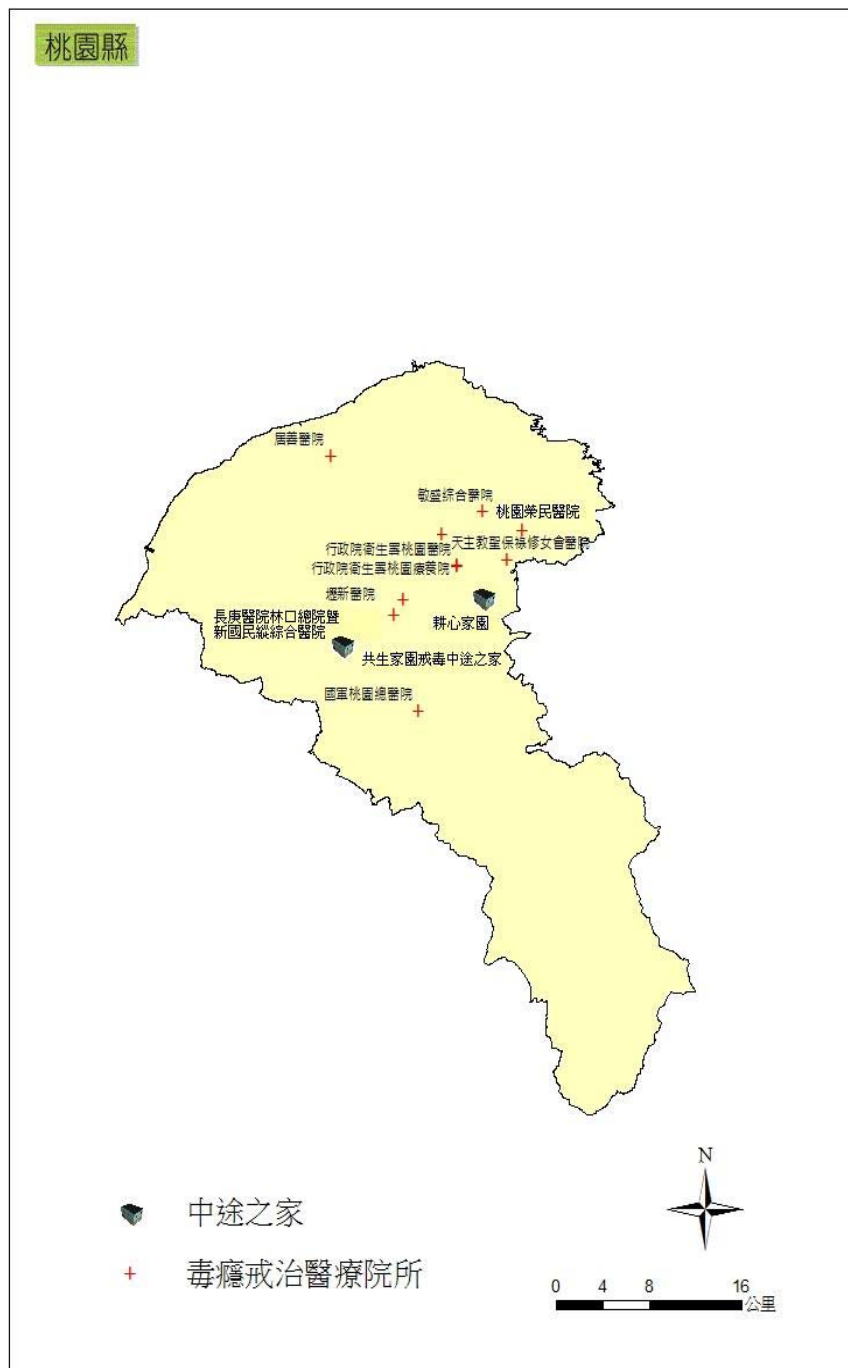 桃園縣
居善醫院
敏盛綜合醫院
桃園榮民醫院
行政院衛生署桃園醫院
天主教聖保祿修女會醫院
行政院衛生署桃園療養院
壢新醫院
耕心家園
長庚醫院林口總院暨
新國民綜合醫院
共生家園戒毒中途之家
國軍桃園總醫院
N
中途之家
毒癮戒治醫療院所
0 4 8 16
公里